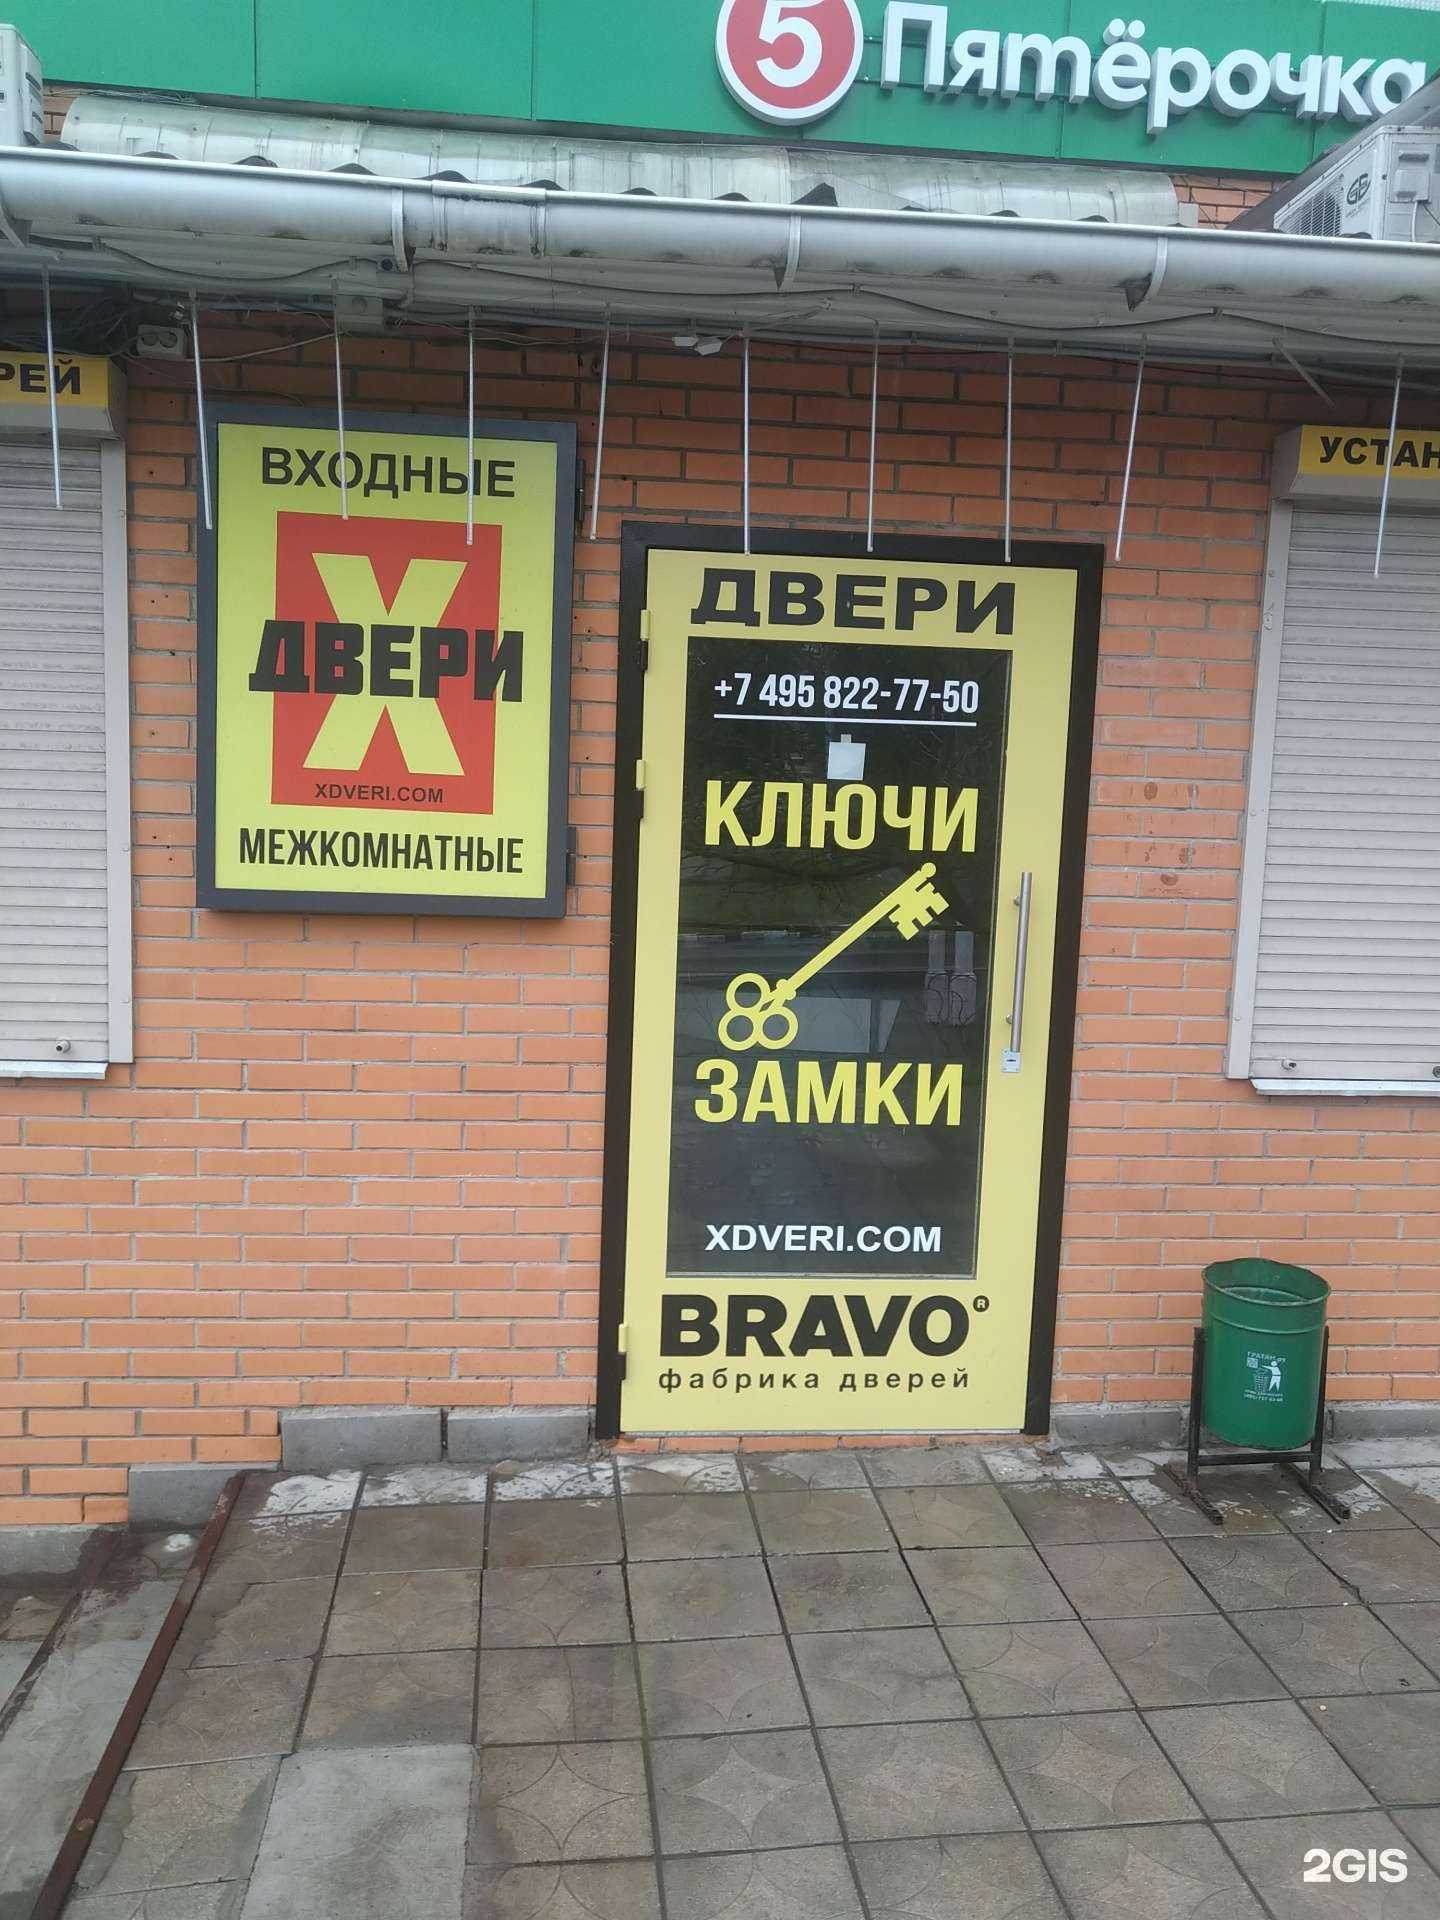 5 Пятёрочка
РЕЙ
ВХОДНЫЕ
X
ДВЕРИ
XDVERI.COM
МЕЖКОМНАТНЫЕ
УСТАН
ДВЕРИ
+7 495 822-77-50
КЛЮЧИ
ЗАМКИ
XDVERI.COM
BRAVO®
фабрика дверей
2GIS